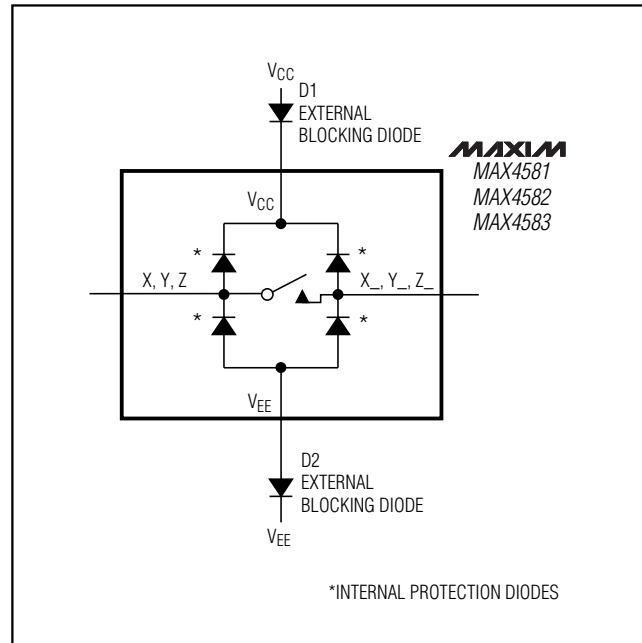 VCC
D1
EXTERNAL
BLOCKING DIODE
MAXIM
MAX4581
MAX4582
MAX4583
VCC
* *
X, Y, Z X_, Y_, Z_
* *
VEE
D2
EXTERNAL
BLOCKING DIODE
VEE
*INTERNAL PROTECTION DIODES